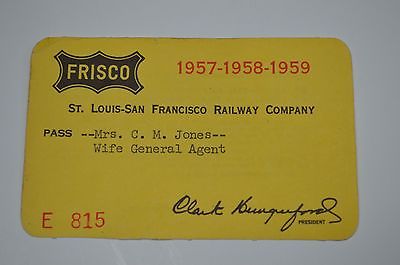 FRISCO
1957-1958-1959
ST. LOUIS-SAN FRANCISCO RAILWAY COMPANY
PASS --Mrs. C. M. Jones--
Wife General Agent
Clark Hungerford
PRESIDENT
E 815